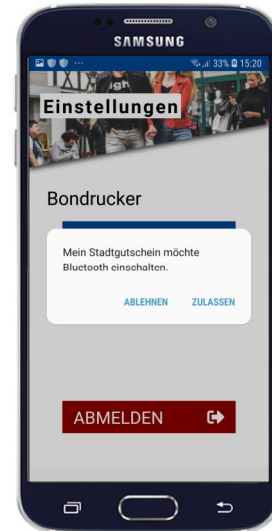 SAMSUNG
33% 15:20
Einstellungen
Bondrucker
Mein Stadtgutschein möchte
Bluetooth einschalten.
ABLEHNEN ZULASSEN
ABMELDEN